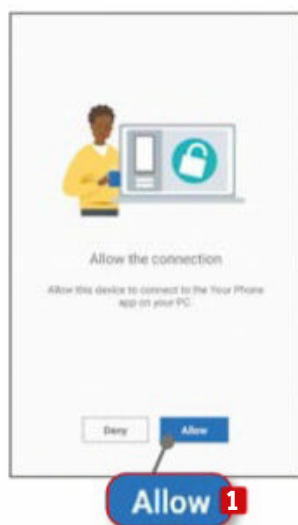 Allow the connection
Allow this device to connect to the Your Phone
app on your PC
Deny Allow
Allow 1